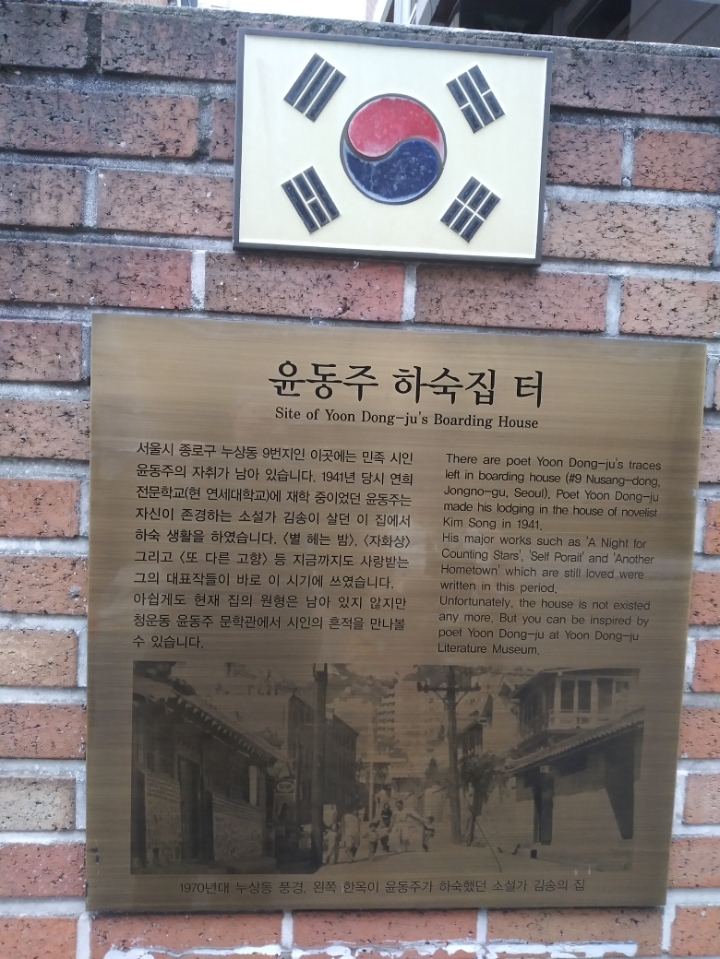 윤동주 하숙집 터
Site of Yoon Dong-ju's Boarding House
서울시 종로구 누상동 9번지인 이곳에는 민족 시인
윤동주의 자취가 남아 있습니다. 1941년 당시 연희
전문학교(현 연세대학교)에 재학 중이었던 윤동주는
자신이 존경하는 소설가 김송이 살던 이 집에서
하숙 생활을 하였습니다. <별 헤는 밤>, <자화상>
그리고 <또 다른 고향> 등 지금까지도 사랑받는
그의 대표작들이 바로 이 시기에 쓰였습니다.
아쉽게도 현재 집의 원형은 남아 있지 않지만
청운동 윤동주 문학관에서 시인의 흔적을 만나볼
수 있습니다.
There are poet Yoon Dong-ju's traces
left in boarding house (#9 Nusang-dong,
Jongno-gu, Seoul). Poet Yoon Dong-ju
made his lodging in the house of novelist
Kim Song in 1941.
His major works such as 'A Night for
Counting Stars', 'Self Porait' and 'Another
Hometown' which are still loved were
written in this period.
Unfortunately, the house is not existed
any more. But you can be inspired by
poet Yoon Dong-ju at Yoon Dong-ju
Literature Museum.
1970년대 누상동 풍경, 왼쪽 한옥이 윤동주가 하숙했던 소설가 김송의 집